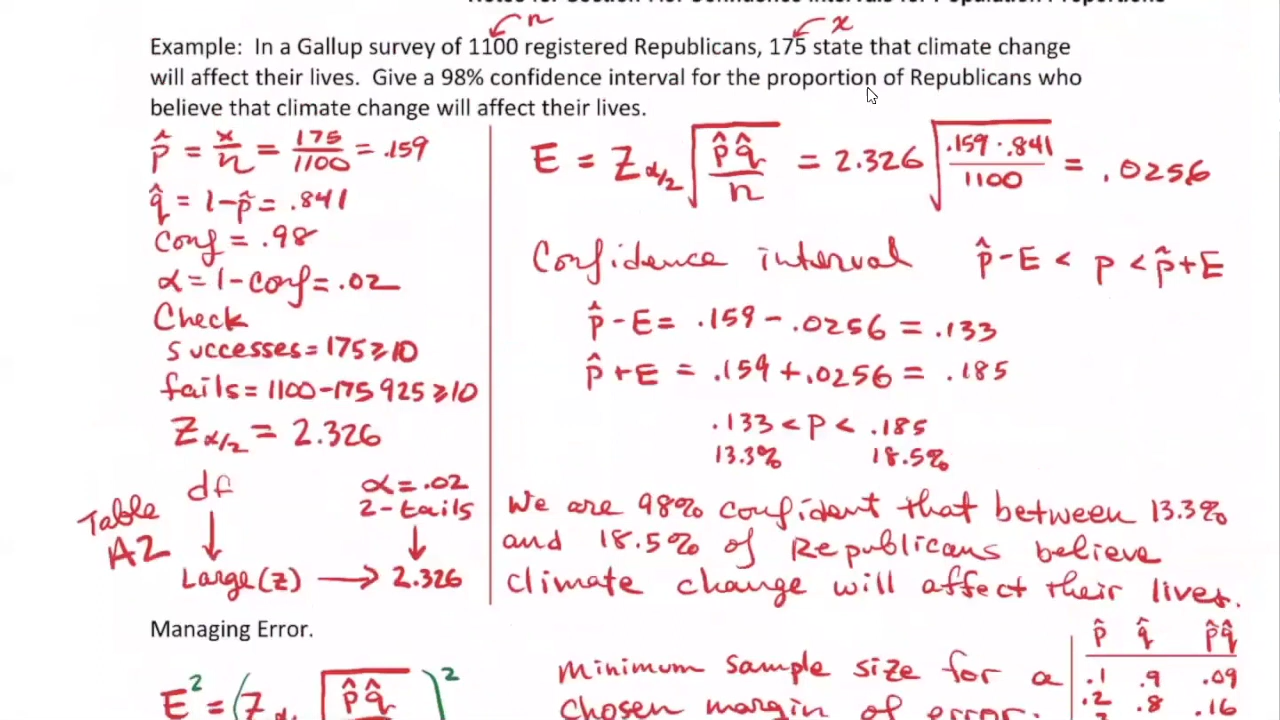 n x
Example: In a Gallup survey of 1100 registered Republicans, 175 state that climate change
will affect their lives. Give a 98% confidence interval for the proportion of Republicans who
believe that climate change will affect their lives.
p̂ = x/n = 175/1100 = .159
q̂ = 1-p̂ = .841
Conf = .98
α = 1-conf = .02
Check
Successes = 175 ≥ 10
fails = 1100-175 925 ≥ 10
Z α/2 = 2.326
Table A2
df α = .02
2-tails
Large(z) → 2.326
E = Z α/2 √(p̂q̂/n) = 2.326 √(.159 · .841/1100) = .0256
Confidence interval p̂-E < p < p̂+E
p̂-E = .159 - .0256 = .133
p̂+E = .159 + .0256 = .185
.133 < p < .185
13.3% 18.5%
We are 98% confident that between 13.3%
and 18.5% of Republicans believe
climate change will affect their lives.
Managing Error.
E² = (Z α √(p̂q̂ )²
Minimum sample size for a
chosen margin of error.
p̂ q̂ p̂q̂
.1 .9 .09
.2 .8 .16